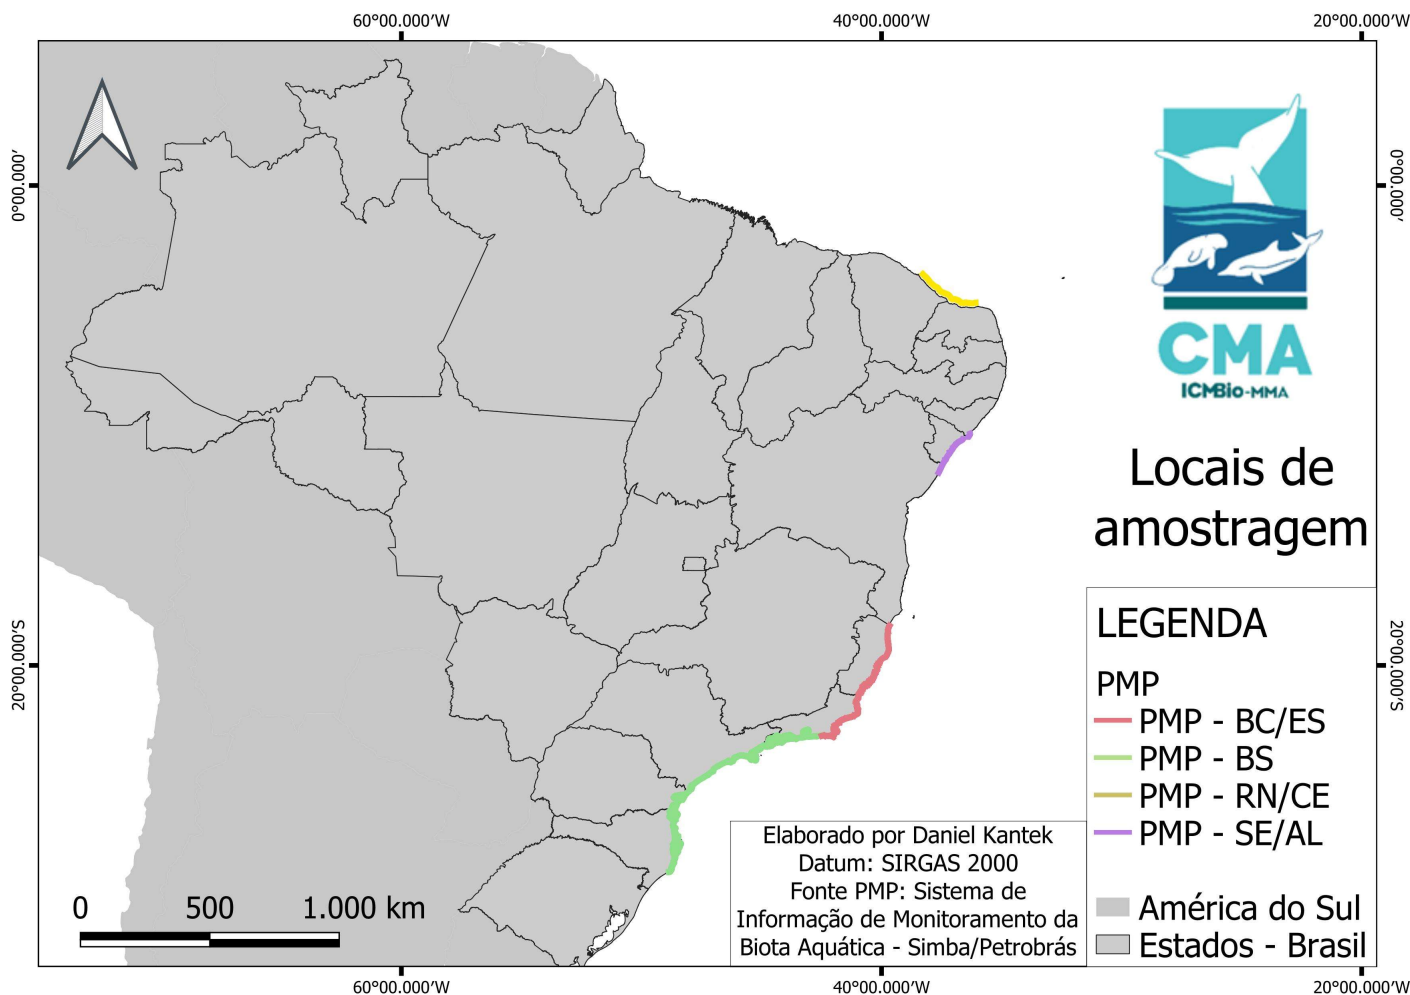 60°00.000'W
40°00.000'W
20°00.000'W
0°00.000'
0°00.000'
CMA
ICMBio-MMA
Locais de
amostragem
LEGENDA
PMP
PMP - BC/ES
PMP - BS
PMP - RN/CE
PMP - SE/AL
América do Sul
Estados - Brasil
20°00.000'S
20°00.000'S
Elaborado por Daniel Kantek
Datum: SIRGAS 2000
Fonte PMP: Sistema de
Informação de Monitoramento da
Biota Aquática - Simba/Petrobrás
0 500 1.000 km
60°00.000'W
40°00.000'W
20°00.000'W